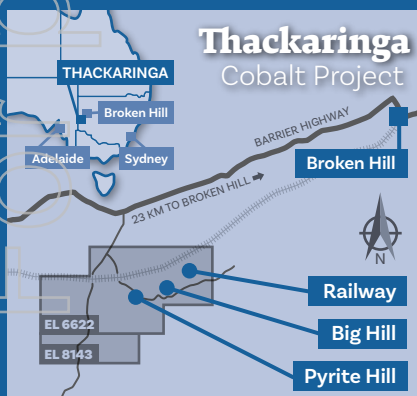 Thackaringa
Cobalt Project
THACKARINGA
Broken Hill
Adelaide
Sydney
BARRIER HIGHWAY
Broken Hill
23 KM TO BROKEN HILL
N
Railway
EL 6622
Big Hill
EL 8143
Pyrite Hill